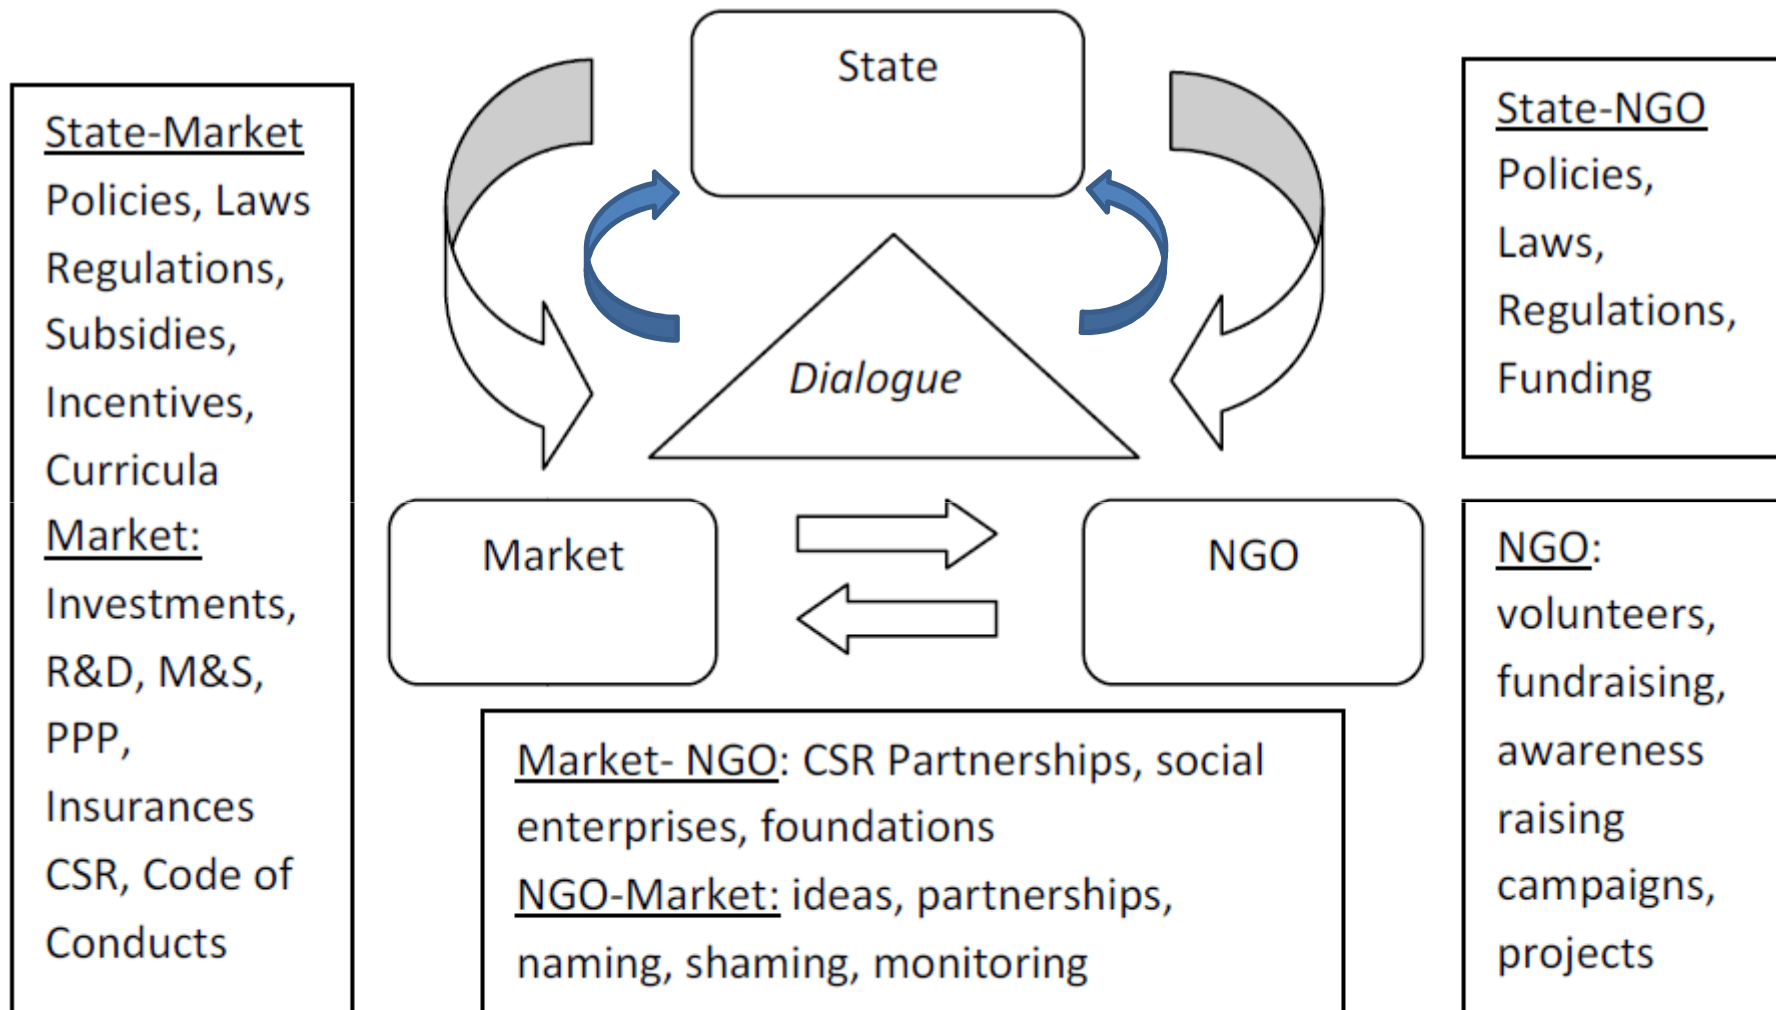 State
State-Market
Policies, Laws
Regulations,
Subsidies,
Incentives,
Curricula
Market:
Investments,
R&D, M&S,
PPP,
Insurances
CSR, Code of
Conducts
State-NGO
Policies,
Laws,
Regulations,
Funding
Dialogue
Market
NGO
NGO:
volunteers,
fundraising,
awareness
raising
campaigns,
projects
Market- NGO: CSR Partnerships, social
enterprises, foundations
NGO-Market: ideas, partnerships,
naming, shaming, monitoring